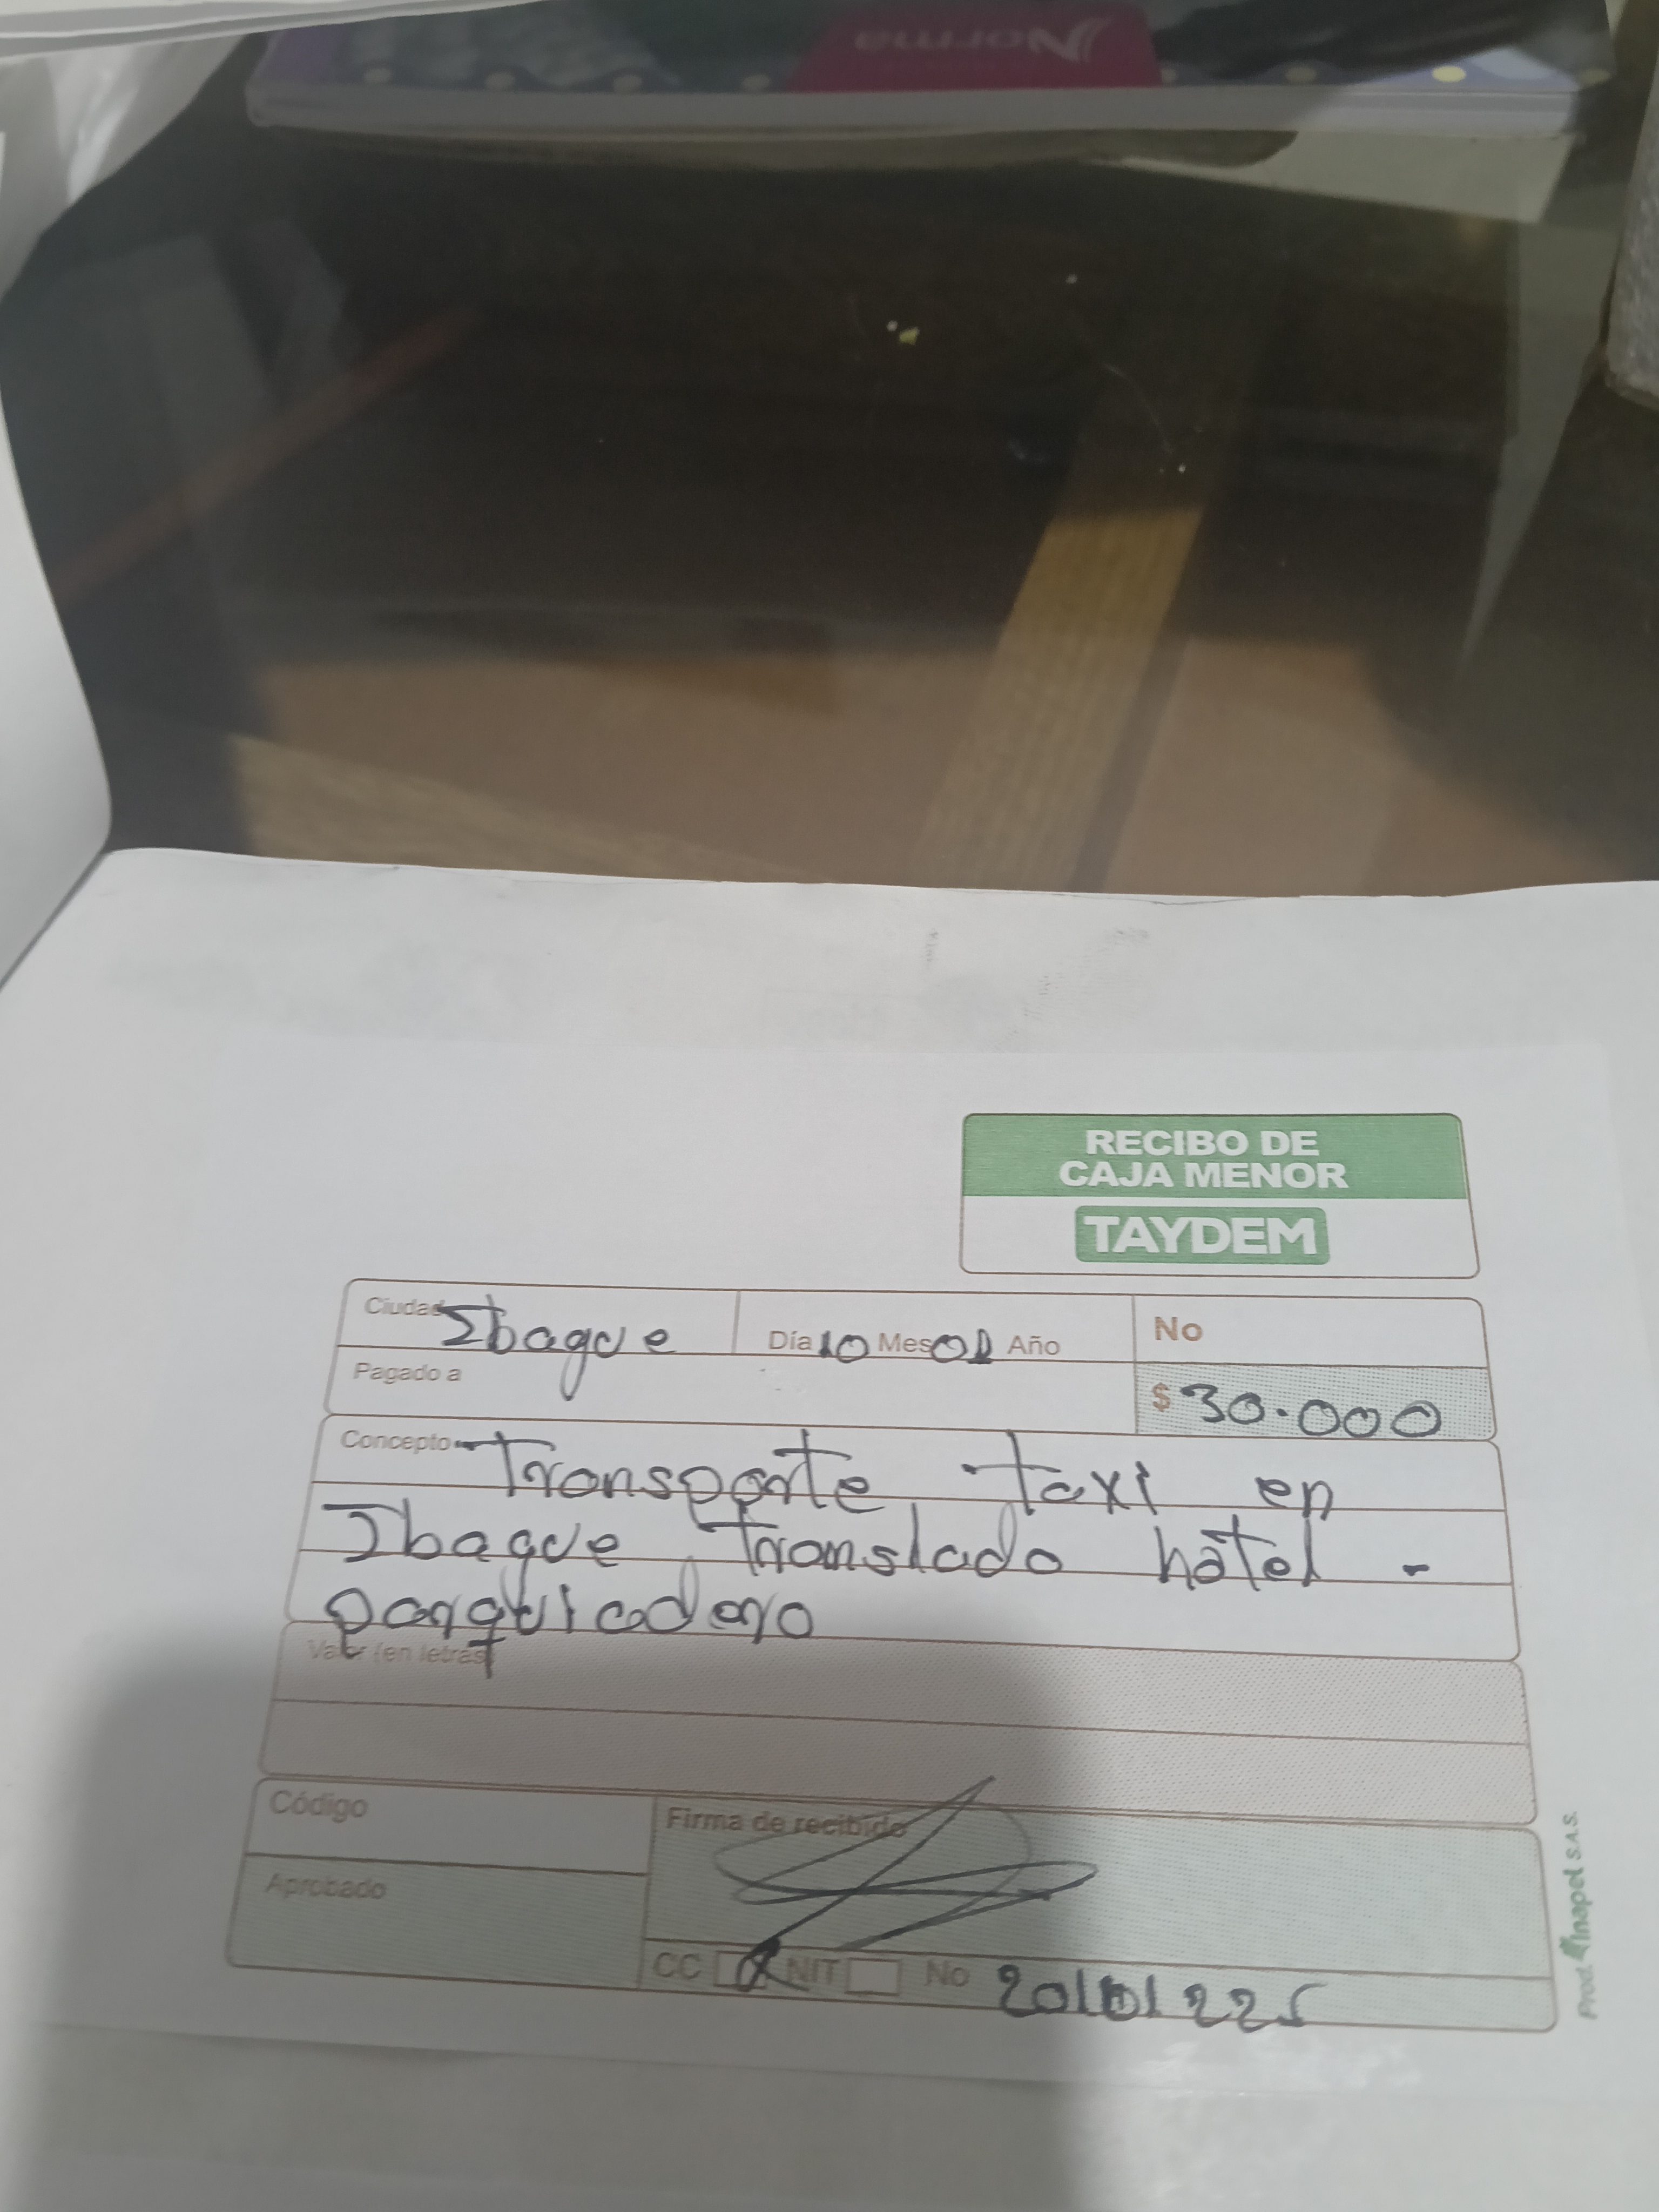 Norma
RECIBO DE
CAJA MENOR
TAYDEM
Ciudad Ibague Día 10 Mes 01 Año No
Pagado a $ 30.000
Concepto Transporte taxi en
Ibague translado hotel -
parqueadero
Valor (en letras)
Código Firma de recibido
Aprobado
CC NIT No
Prod. inapel S.A.S.